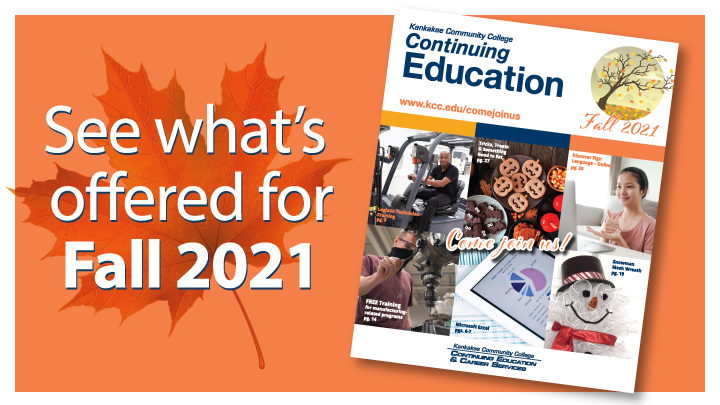 See what's
offered for
Fall 2021
Kankakee Community College
Continuing
Education
www.kcc.edu/comejoinus
Fall 2021
Logistic Technician
Training
pg. 9
Tricks, Treats
& Something
Good to Eat,
pg. 27
Discover Sign
Language - Online
pg. 25
Come join us!
FREE Training
for manufacturing-
related programs
pg. 14
Microsoft Excel
pgs. 6-7
Snowman
Mesh Wreath
pg. 19
Kankakee Community College
Continuing Education
& Career Services